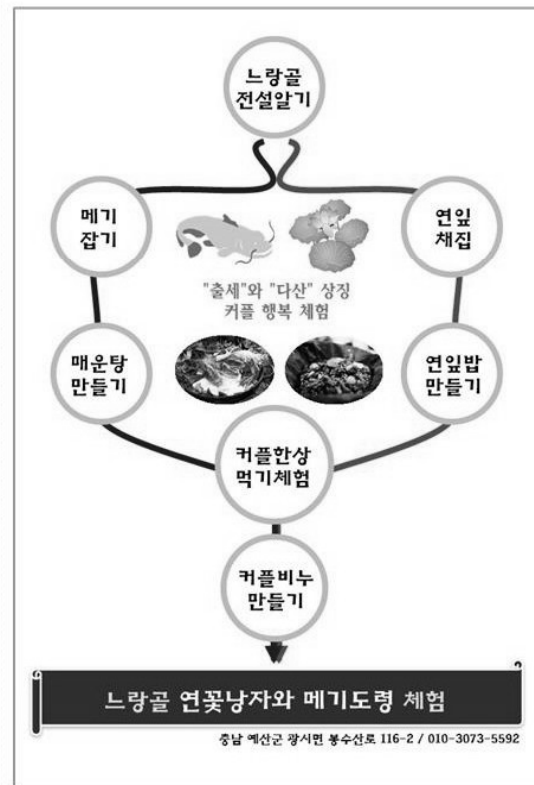 느랑골
전설알기
메기
잡기
연잎
채집
"출세"와 "다산" 상징
커플 행복 체험
매운탕
만들기
연잎밥
만들기
커플한상
먹기체험
커플비누
만들기
느랑골 연꽃낭자와 메기도령 체험
충남 예산군 광시면 봉수산로 116-2 / 010-3073-5592